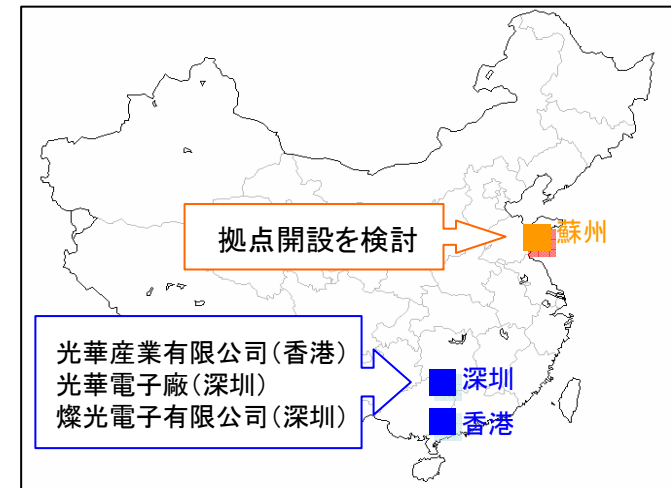 拠点開設を検討
蘇州
光華産業有限公司(香港)
光華電子廠(深圳)
燦光電子有限公司(深圳)
深圳
香港